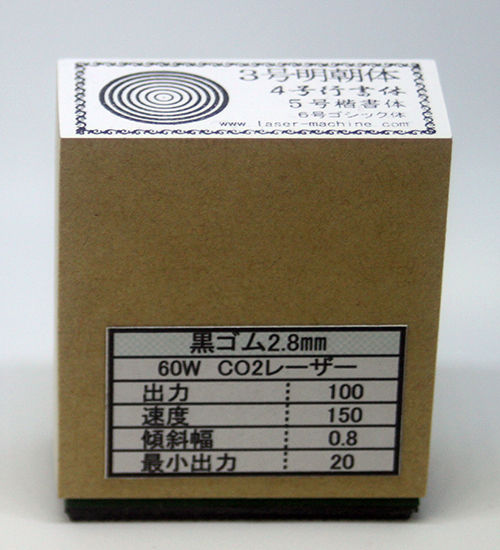 3号明朝体
4号行書体
5号楷書体
6号ゴシック体
www.laser-machine.com
黒ゴム2.8mm
60W CO2レーザー
出力 100
速度 150
傾斜幅 0.8
最小出力 20